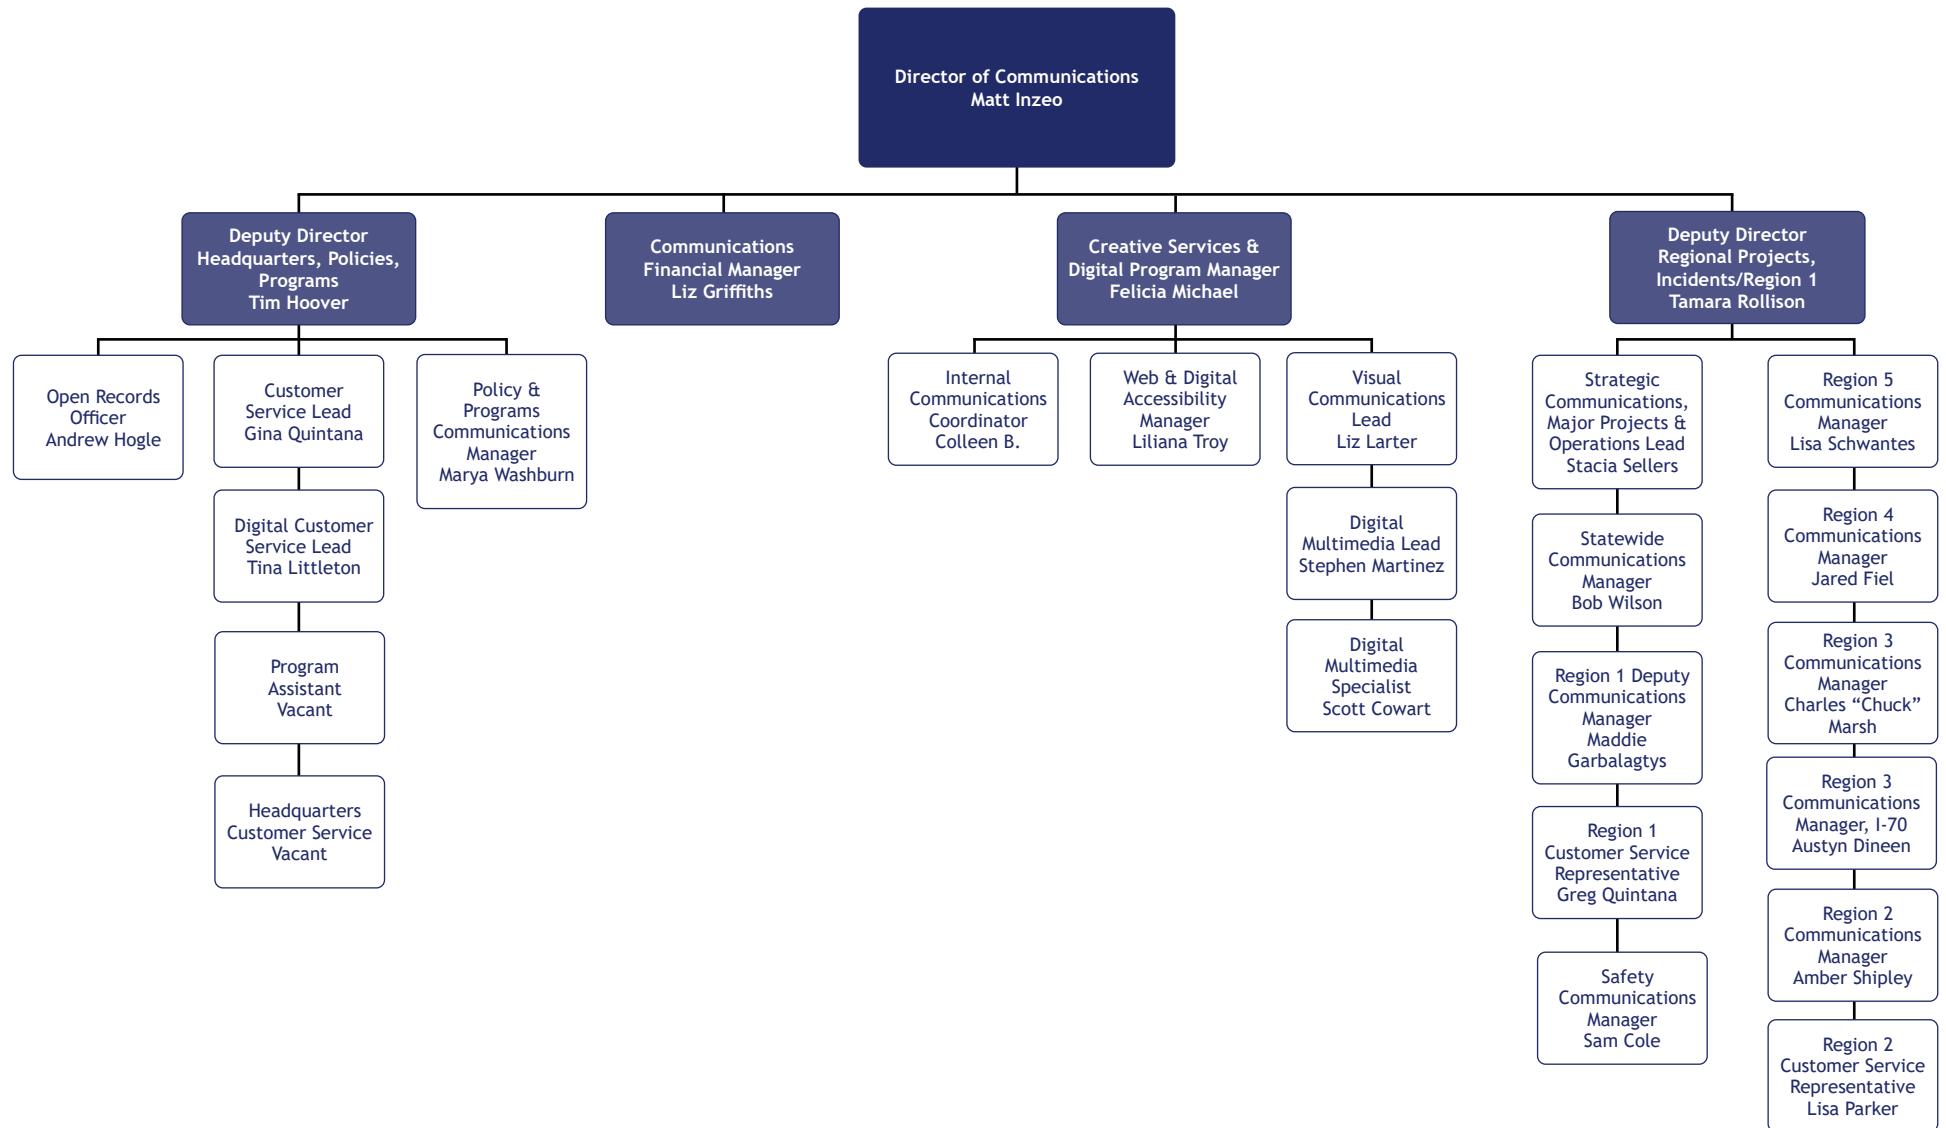 Director of Communications
Matt Inzeo
Deputy Director
Headquarters, Policies,
Programs
Tim Hoover
Communications
Financial Manager
Liz Griffiths
Creative Services &
Digital Program Manager
Felicia Michael
Deputy Director
Regional Projects,
Incidents/Region 1
Tamara Rollison
Open Records
Officer
Andrew Hogle
Customer
Service Lead
Gina Quintana
Digital Customer
Service Lead
Tina Littleton
Program
Assistant
Vacant
Headquarters
Customer Service
Vacant
Policy &
Programs
Communications
Manager
Marya Washburn
Internal
Communications
Coordinator
Colleen B.
Web & Digital
Accessibility
Manager
Liliana Troy
Visual
Communications
Lead
Liz Larter
Digital
Multimedia Lead
Stephen Martinez
Digital
Multimedia
Specialist
Scott Cowart
Strategic
Communications,
Major Projects &
Operations Lead
Stacia Sellers
Statewide
Communications
Manager
Bob Wilson
Region 1 Deputy
Communications
Manager
Maddie
Garbalagtys
Region 1
Customer Service
Representative
Greg Quintana
Safety
Communications
Manager
Sam Cole
Region 5
Communications
Manager
Lisa Schwantes
Region 4
Communications
Manager
Jared Fiel
Region 3
Communications
Manager
Charles “Chuck”
Marsh
Region 3
Communications
Manager, I-70
Austyn Dineen
Region 2
Communications
Manager
Amber Shipley
Region 2
Customer Service
Representative
Lisa Parker